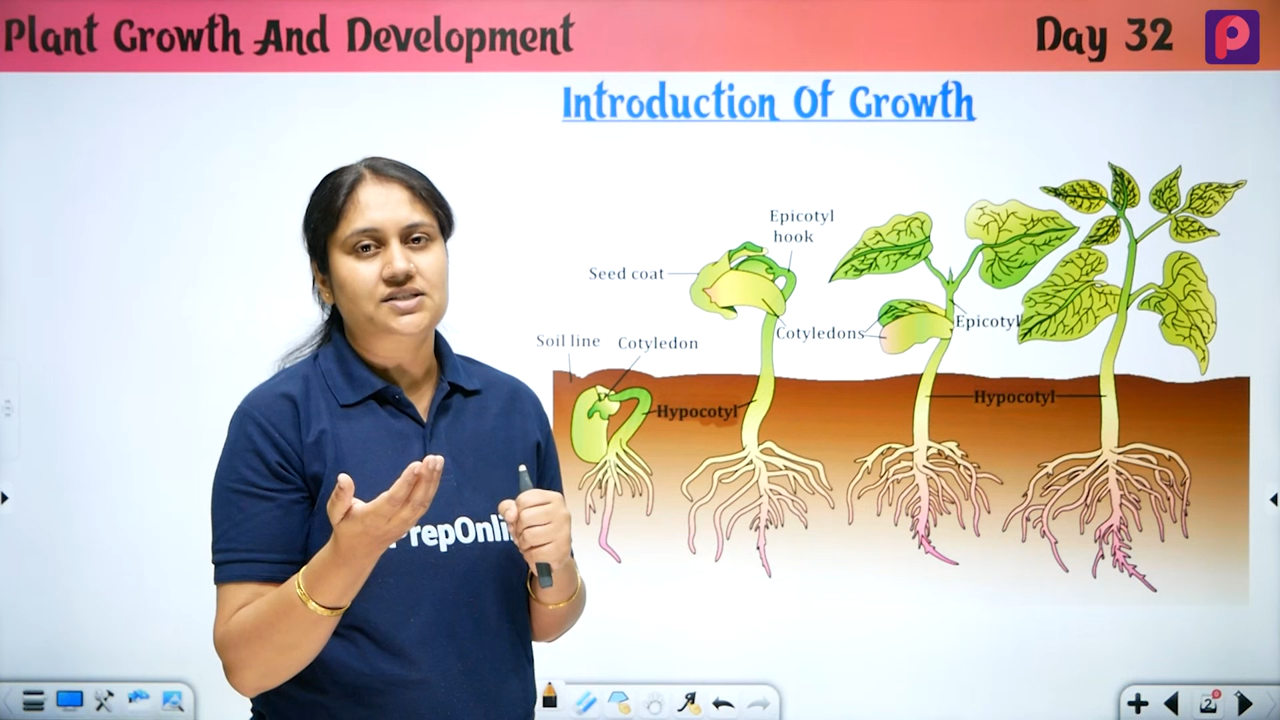 Plant Growth And Development
Day 32
Introduction Of Growth
Epicotyl
hook
Seed coat
Cotyledons
Epicotyl
Soil line
Cotyledon
Hypocotyl
Hypocotyl
PrepOnli
2